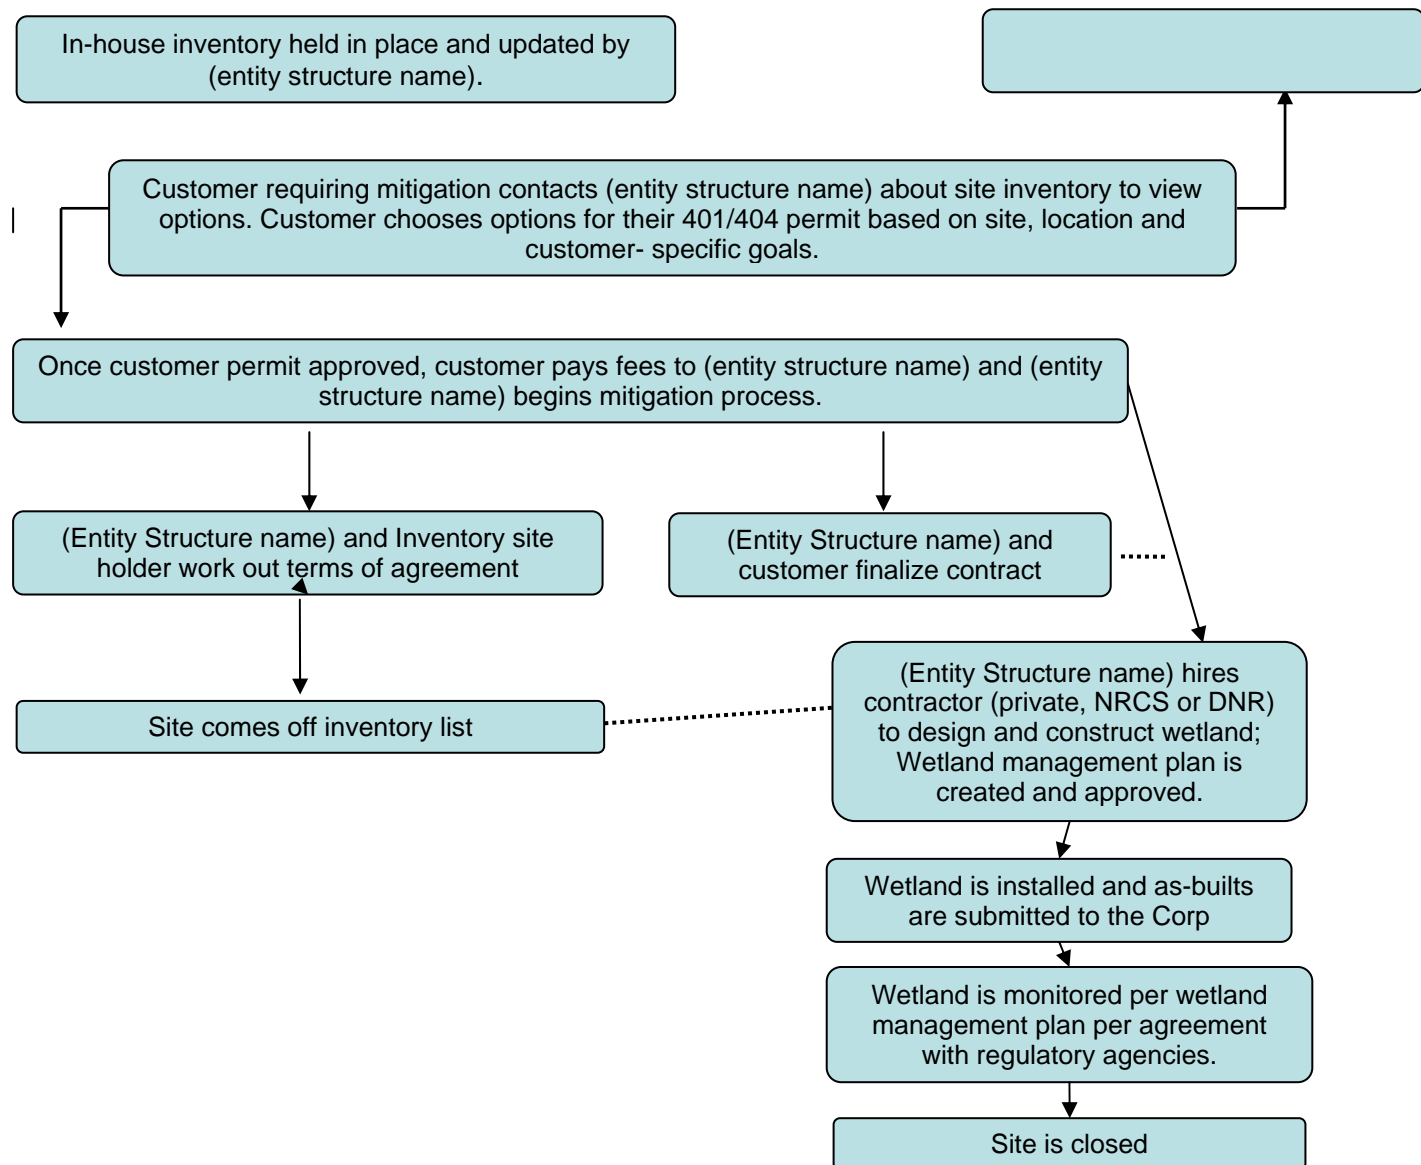 In-house inventory held in place and updated by
(entity structure name).
Customer requiring mitigation contacts (entity structure name) about site inventory to view
options. Customer chooses options for their 401/404 permit based on site, location and
customer- specific goals.
Once customer permit approved, customer pays fees to (entity structure name) and (entity
structure name) begins mitigation process.
(Entity Structure name) and Inventory site
holder work out terms of agreement
(Entity Structure name) and
customer finalize contract
Site comes off inventory list
(Entity Structure name) hires
contractor (private, NRCS or DNR)
to design and construct wetland;
Wetland management plan is
created and approved.
Wetland is installed and as-builts
are submitted to the Corp
Wetland is monitored per wetland
management plan per agreement
with regulatory agencies.
Site is closed